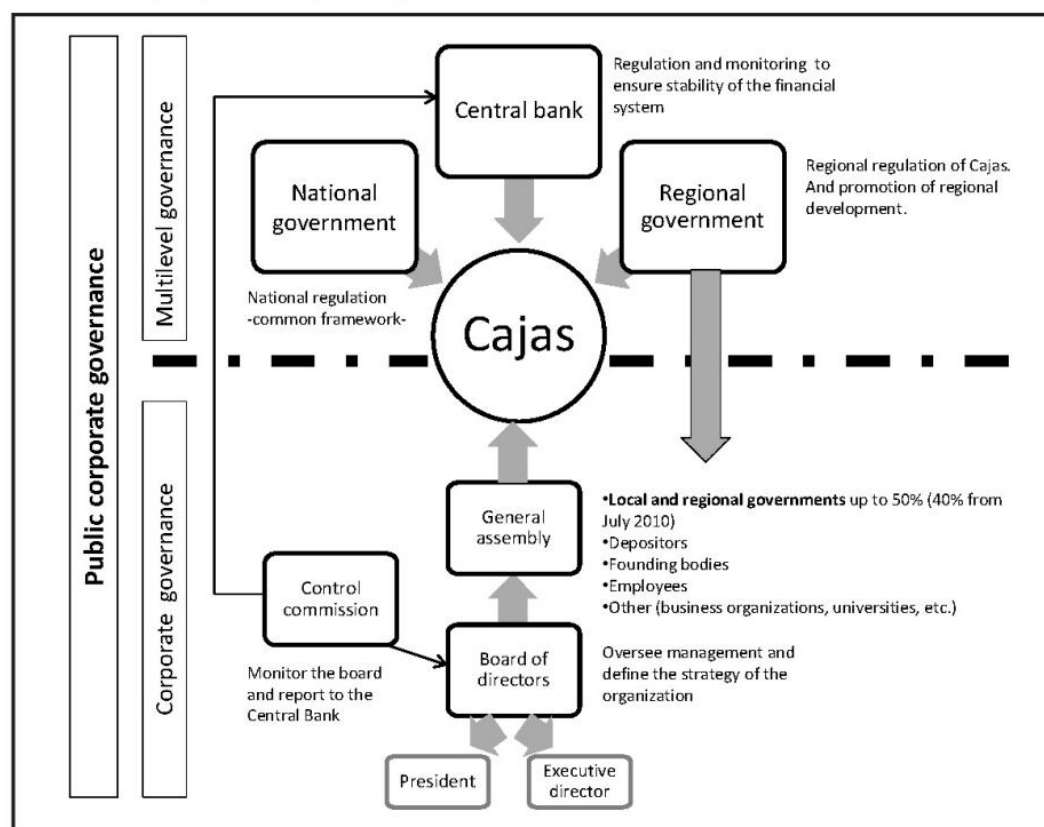 Public corporate governance
Multilevel governance
Corporate governance
Central bank
Regulation and monitoring to
ensure stability of the financial
system
National
government
Regional
government
Regional regulation of Cajas.
And promotion of regional
development.
National regulation
-common framework-
Cajas
General
assembly
•Local and regional governments up to 50% (40% from
July 2010)
•Depositors
•Founding bodies
•Employees
•Other (business organizations, universities, etc.)
Control
commission
Monitor the board
and report to the
Central Bank
Board of
directors
Oversee management and
define the strategy of the
organization
President
Executive
director